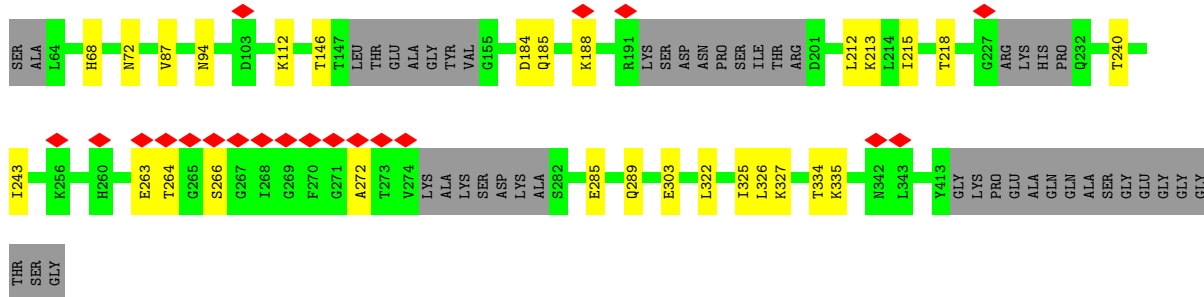 SER ALA L64 H68 N72 V87 N94 D103 K112 T146 T147 LEU THR GLU ALA GLY TYR VAL G155 D184 Q185 K188 R191 LYS SER ASP ASN PRO SER ILE THR ARG D201 L212 K213 L214 I215 T218 G227 ARG LYS HIS PRO Q232 T240
I243 K256 H260 E263 T264 G265 S266 G267 I268 G269 F270 G271 A272 T273 V274 LYS ALA LYS SER ASP LYS ALA S282 E285 Q289 E303 L322 I325 L326 K327 T334 K335 N342 L343 Y413 GLY LYS PRO GLU ALA GLN GLN ALA SER GLY GLU GLY GLY GLY
THR SER GLY